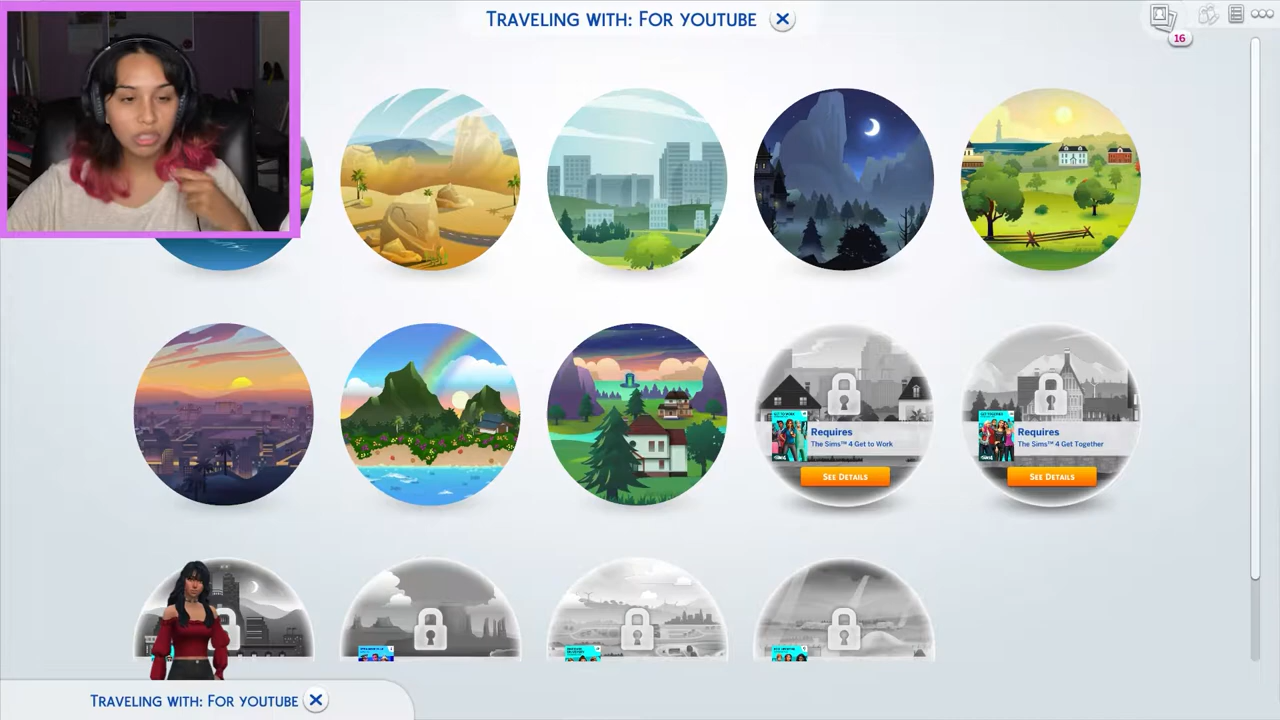 TRAVELING WITH: FOR YOUTUBE
16
Requires
The Sims™ 4 Get to Work
SEE DETAILS
Requires
The Sims™ 4 Get Together
SEE DETAILS
TRAVELING WITH: FOR YOUTUBE